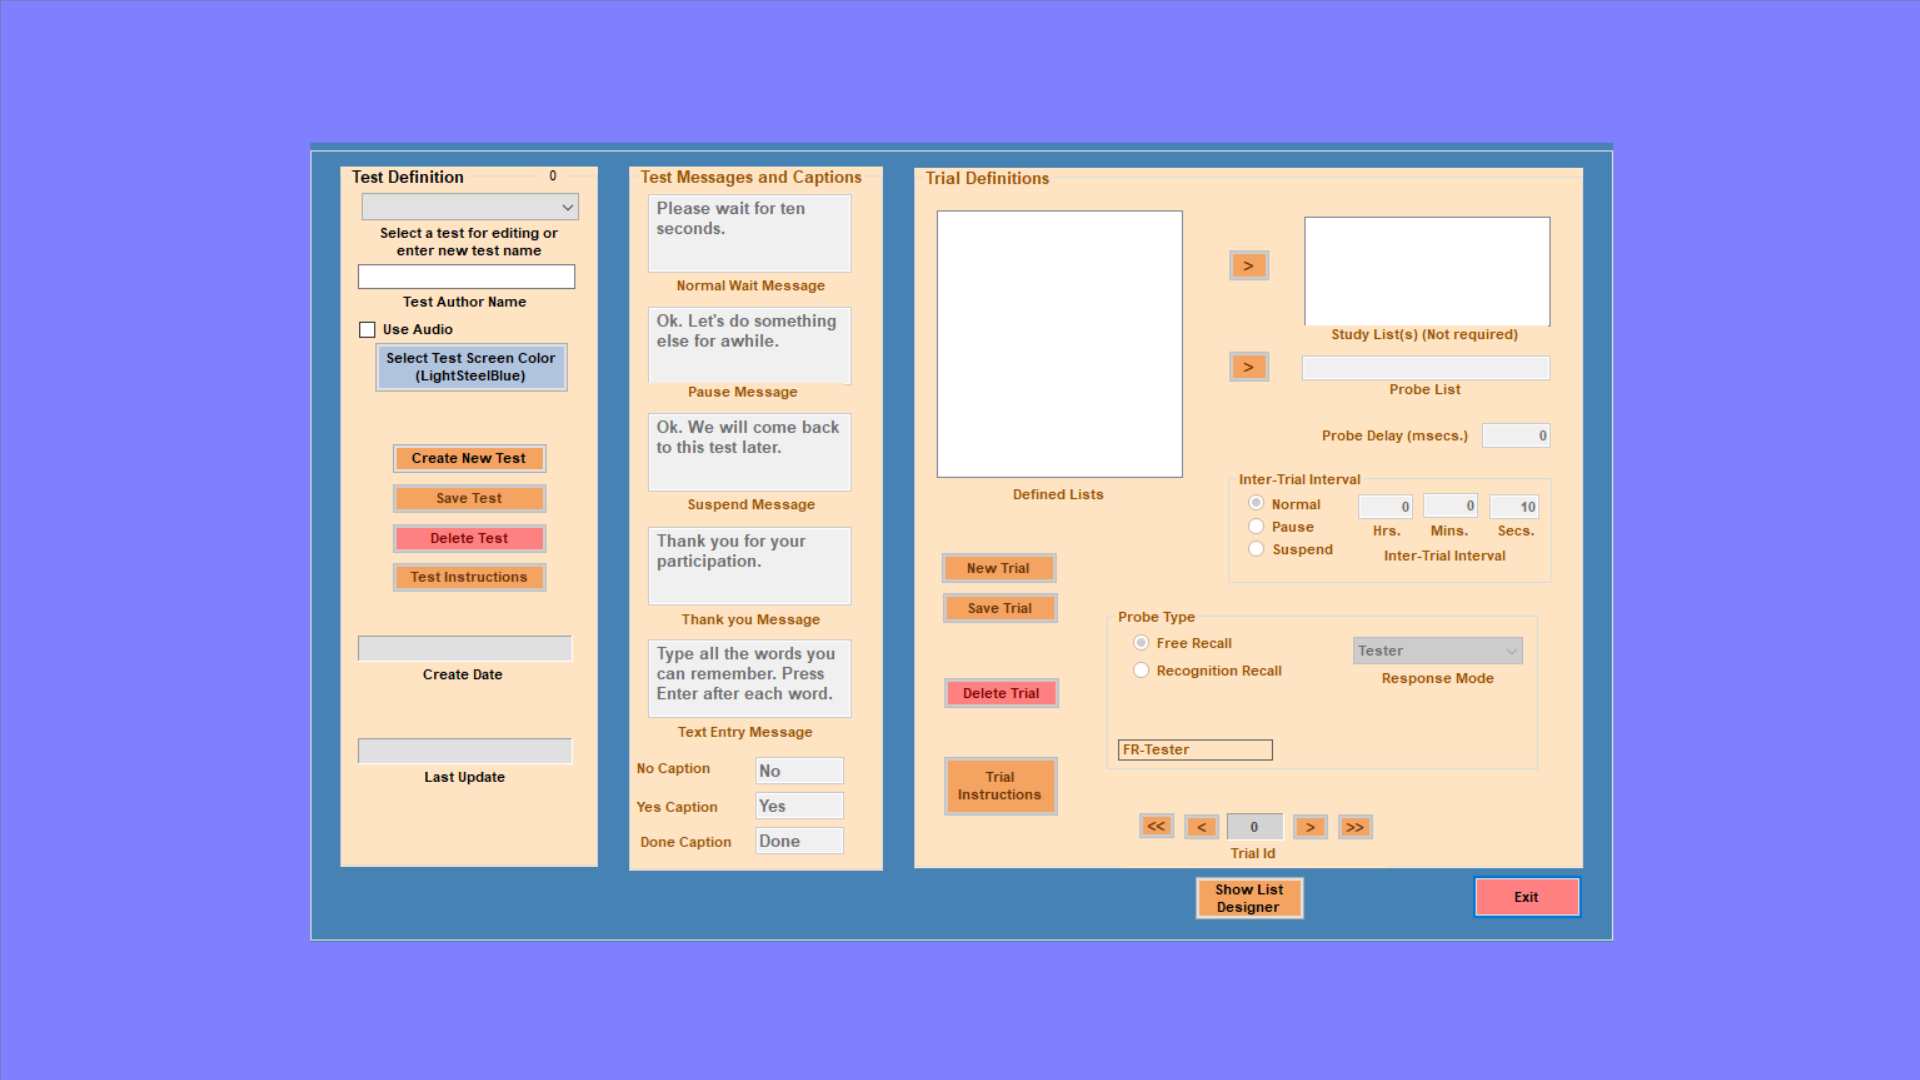 Test Definition
0
Select a test for editing or
enter new test name
Test Author Name
Use Audio
Select Test Screen Color
(LightSteelBlue)
Create New Test
Save Test
Delete Test
Test Instructions
Create Date
Last Update
Test Messages and Captions
Please wait for ten
seconds.
Normal Wait Message
Ok. Let's do something
else for awhile.
Pause Message
Ok. We will come back
to this test later.
Suspend Message
Thank you for your
participation.
Thank you Message
Type all the words you
can remember. Press
Enter after each word.
Text Entry Message
No Caption
No
Yes Caption
Yes
Done Caption
Done
Trial Definitions
Defined Lists
>
Study List(s) (Not required)
>
Probe List
Probe Delay (msecs.)
0
Inter-Trial Interval
Normal
Pause
Suspend
0
0
10
Hrs.
Mins.
Secs.
Inter-Trial Interval
New Trial
Save Trial
Delete Trial
Trial
Instructions
Probe Type
Free Recall
Recognition Recall
Tester
Response Mode
FR-Tester
<<
<
0
>
>>
Trial Id
Show List
Designer
Exit